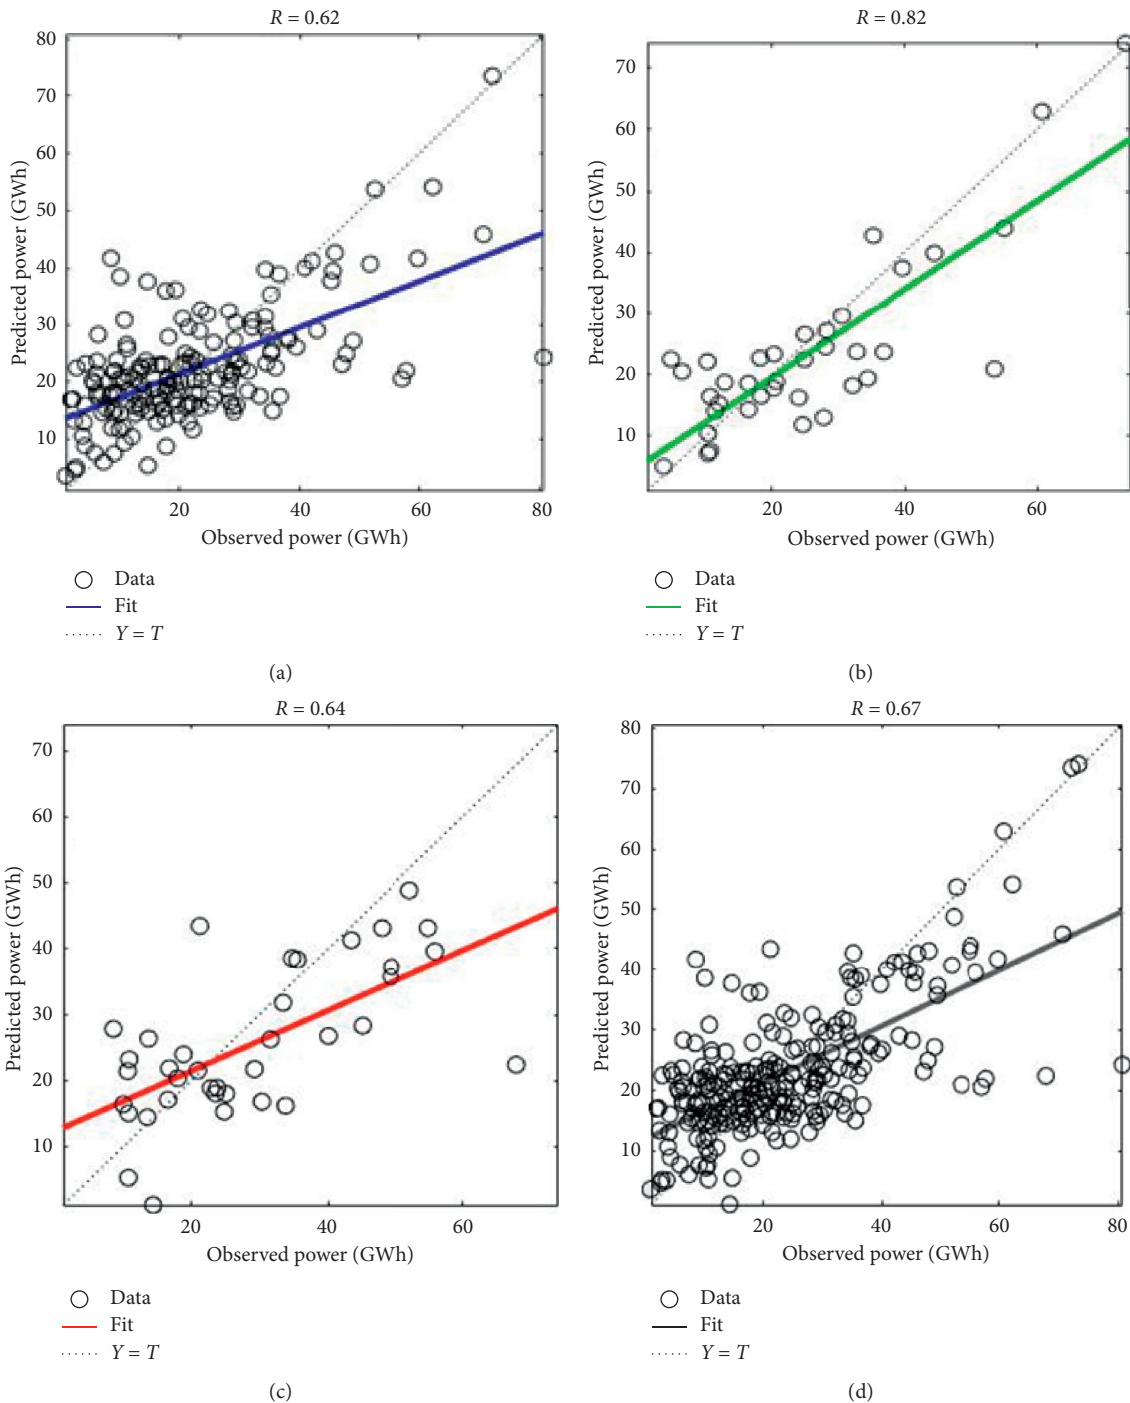 R = 0.62
80
70
60
50
40
30
20
10
Predicted power (GWh)
20
40
60
80
Observed power (GWh)
Data
Fit
Y = T
(a)
R = 0.82
70
60
50
40
30
20
10
Predicted power (GWh)
20
40
60
Observed power (GWh)
Data
Fit
Y = T
(b)
R = 0.64
70
60
50
40
30
20
10
Predicted power (GWh)
20
40
60
Observed power (GWh)
Data
Fit
Y = T
(c)
R = 0.67
80
70
60
50
40
30
20
10
Predicted power (GWh)
20
40
60
80
Observed power (GWh)
Data
Fit
Y = T
(d)